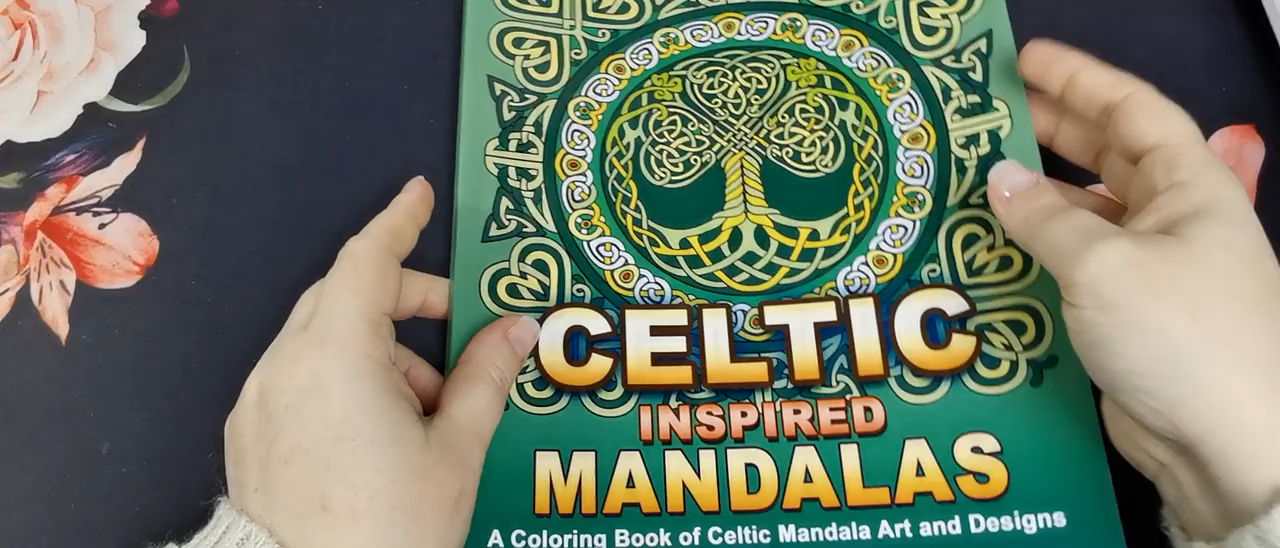 CELTIC
INSPIRED
MANDALAS
A Coloring Book of Celtic Mandala Art and Designs